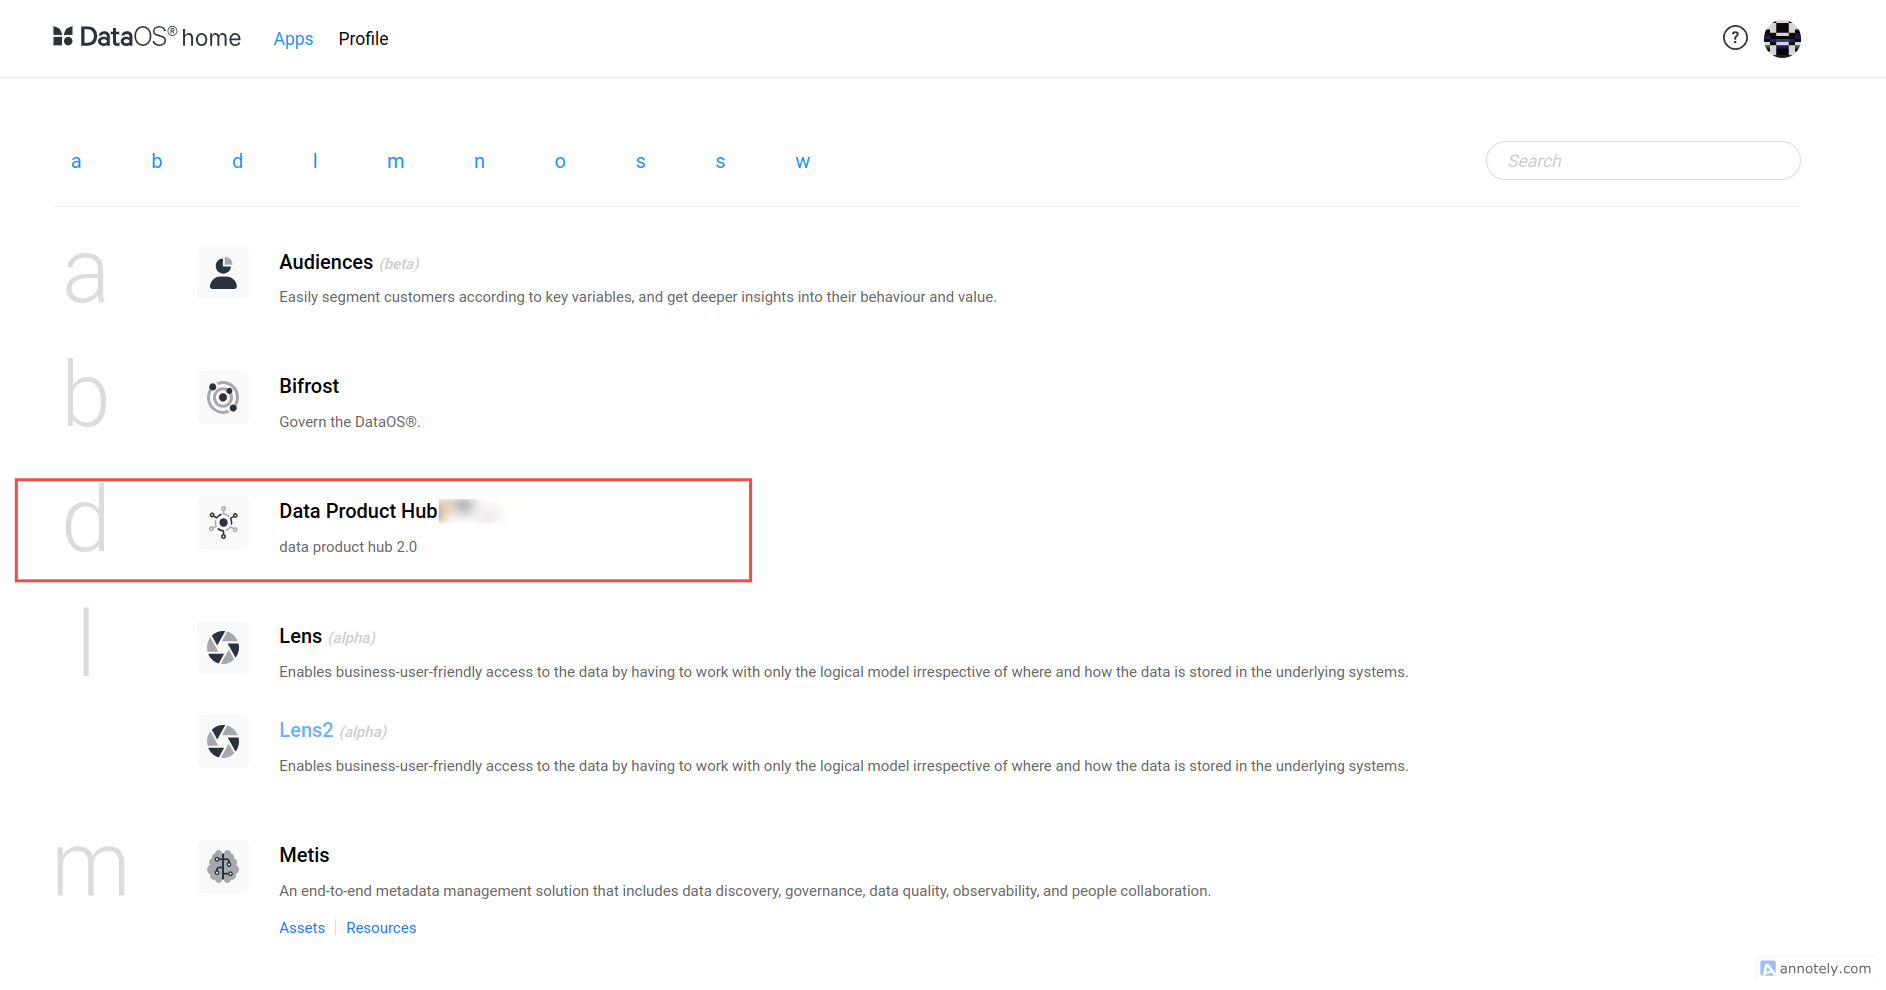 DataOS® home Apps Profile ?
a b d l m n o s s w Search
a
Audiences (beta)
Easily segment customers according to key variables, and get deeper insights into their behaviour and value.
b
Bifrost
Govern the DataOS®.
d
Data Product Hub
data product hub 2.0
l
Lens (alpha)
Enables business-user-friendly access to the data by having to work with only the logical model irrespective of where and how the data is stored in the underlying systems.
Lens2 (alpha)
Enables business-user-friendly access to the data by having to work with only the logical model irrespective of where and how the data is stored in the underlying systems.
m
Metis
An end-to-end metadata management solution that includes data discovery, governance, data quality, observability, and people collaboration.
Assets Resources
A annotely.com